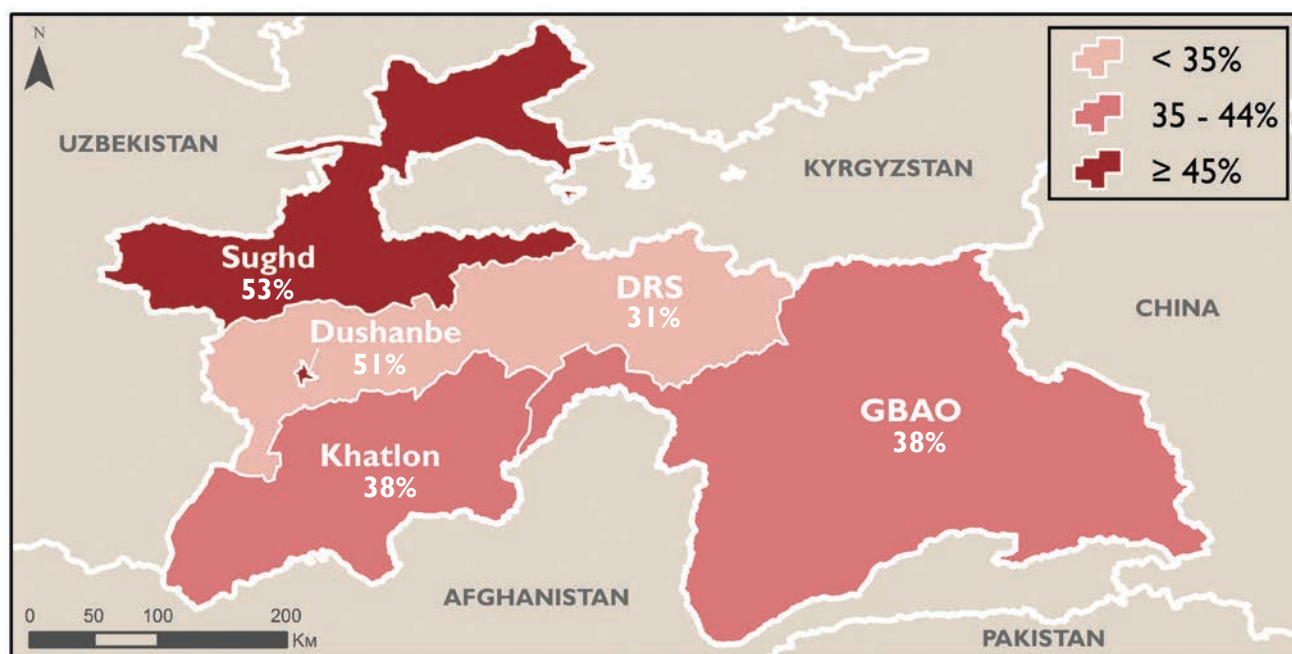 N
< 35%
35 - 44%
≥ 45%
UZBEKISTAN
KYRGYZSTAN
Sughd
53%
DRS
31%
CHINA
Dushanbe
51%
GBAO
38%
Khatlon
38%
AFGHANISTAN
PAKISTAN
0 50 100 200
KM